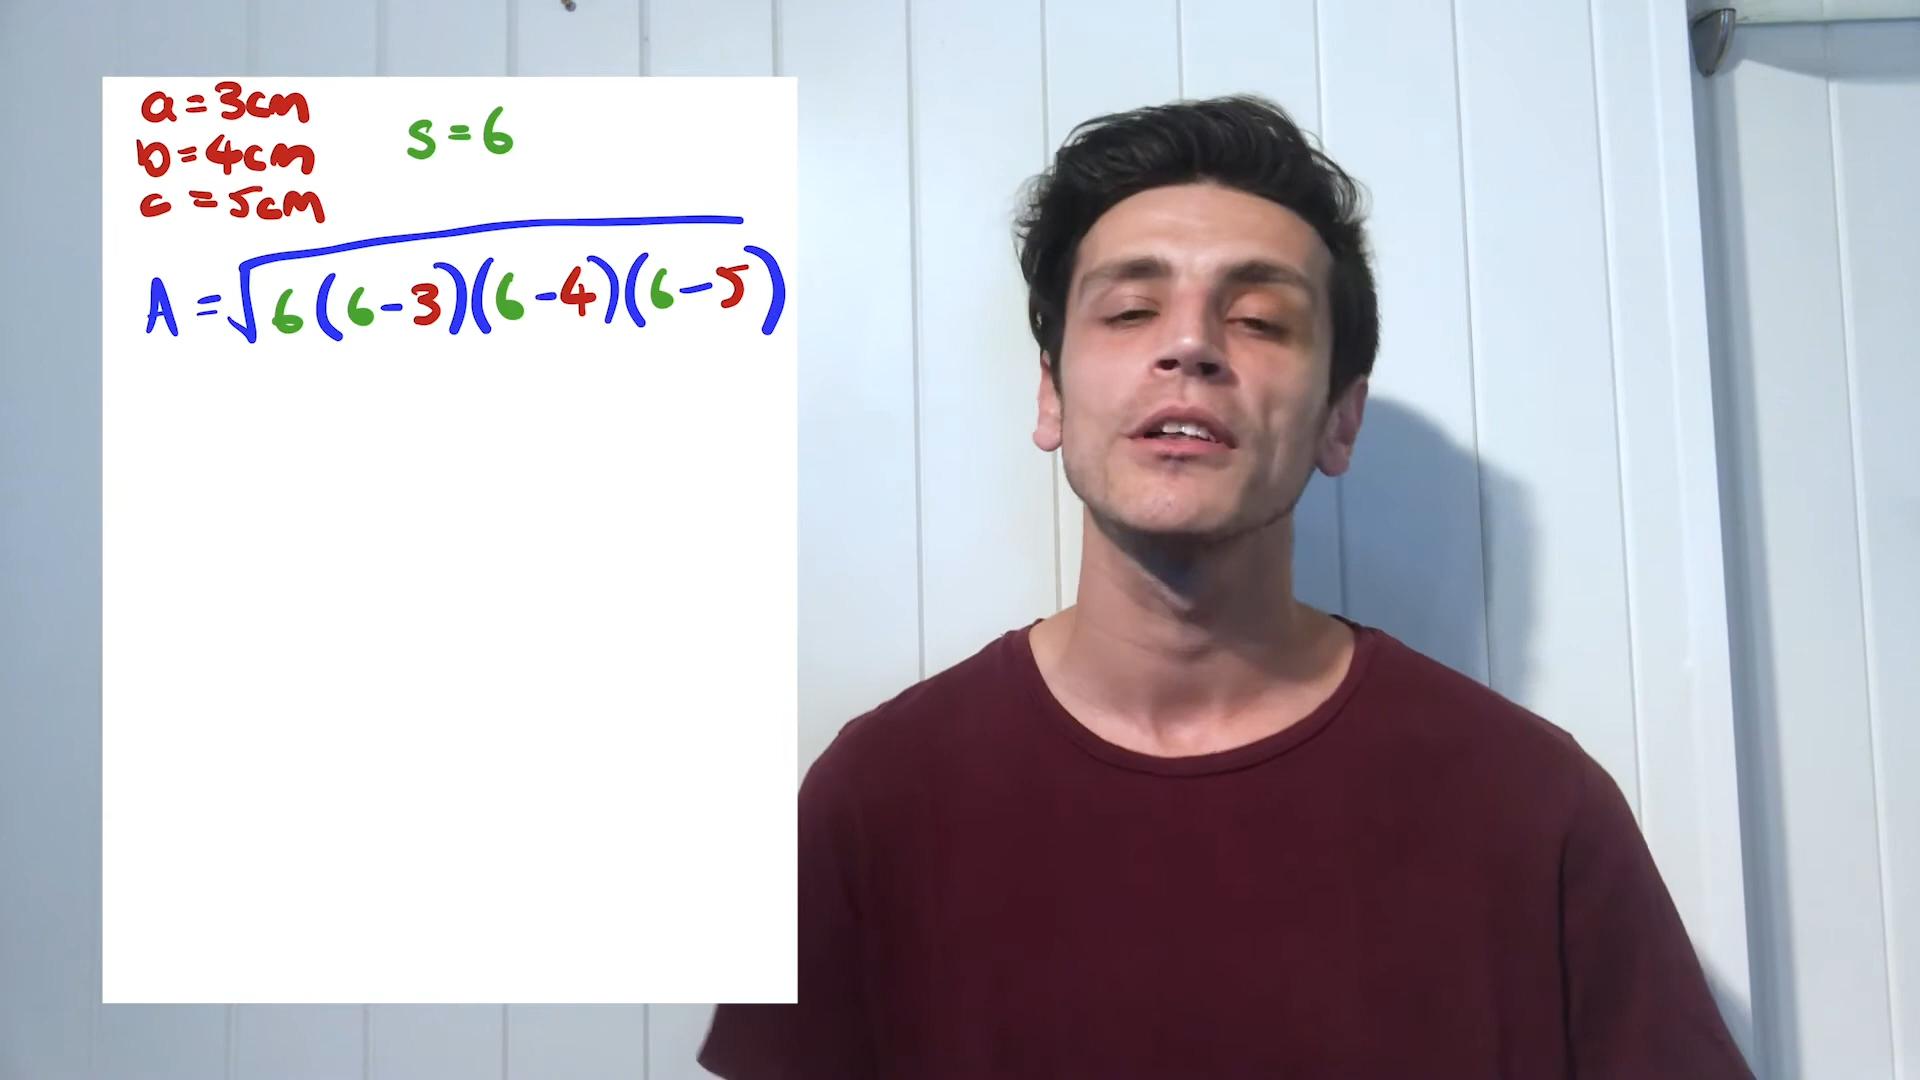 a = 3cm
b = 4cm
c = 5cm
s = 6
A = √6(6-3)(6-4)(6-5)